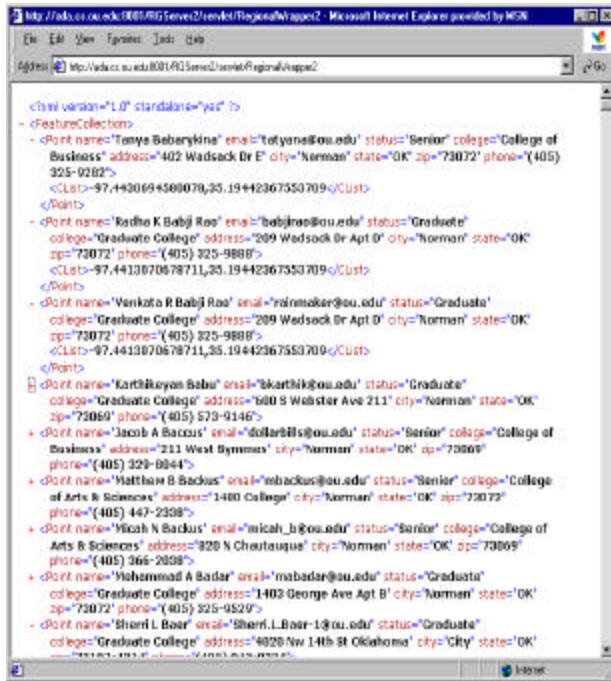 http://ada.cs.ou.edu:8001/RGServer2/servlet/RegionalWrapper2 - Microsoft Internet Explorer provided by MSN
File Edit View Favorites Tools Help
Address http://ada.cs.ou.edu:8001/RGServer2/servlet/RegionalWrapper2 Go
<?xml version="1.0" standalone="yes" ?>
- <FeatureCollection>
- <Point name="Tanya Babarykina" email="tatyana@ou.edu" status="Senior" college="College of
Business" address="402 Wadsack Dr E" city="Norman" state="OK" zip="73072" phone="(405)
325-9282">
<CList>-97.4430694580078,35.19442367553709</CList>
</Point>
- <Point name="Radha K Babji Rao" email="babjirao@ou.edu" status="Graduate"
college="Graduate College" address="209 Wadsack Dr Apt D" city="Norman" state="OK"
zip="73072" phone="(405) 325-9888">
<CList>-97.4413870678711,35.19442367553709</CList>
</Point>
- <Point name="Venkata R Babji Rao" email="rainmaker@ou.edu" status="Graduate"
college="Graduate College" address="209 Wadsack Dr Apt D" city="Norman" state="OK"
zip="73072" phone="(405) 325-9888">
<CList>-97.4413870678711,35.19442367553709</CList>
</Point>
+ <Point name="Karthikeyan Babu" email="bkarthik@ou.edu" status="Graduate"
college="Graduate College" address="600 S Webster Ave 211" city="Norman" state="OK"
zip="73069" phone="(405) 573-9146">
+ <Point name="Jacob A Baccus" email="dollarbills@ou.edu" status="Senior" college="College of
Business" address="211 West Symmes" city="Norman" state="OK" zip="73069"
phone="(405) 329-8044">
+ <Point name="Matthew B Backus" email="mbackus@ou.edu" status="Senior" college="College
of Arts & Sciences" address="1400 College" city="Norman" state="OK" zip="73072"
phone="(405) 447-2338">
+ <Point name="Micah N Backus" email="micah_b@ou.edu" status="Senior" college="College of
Arts & Sciences" address="820 N Chautauqua" city="Norman" state="OK" zip="73069"
phone="(405) 366-2038">
+ <Point name="Mohammad A Badar" email="mabadar@ou.edu" status="Graduate"
college="Graduate College" address="1403 George Ave Apt B" city="Norman" state="OK"
zip="73072" phone="(405) 325-9529">
- <Point name="Sherri L Baer" email="Sherri.L.Baer-1@ou.edu" status="Graduate"
college="Graduate College" address="4020 Nw 14th St Oklahoma" city="City" state="OK"
Internet